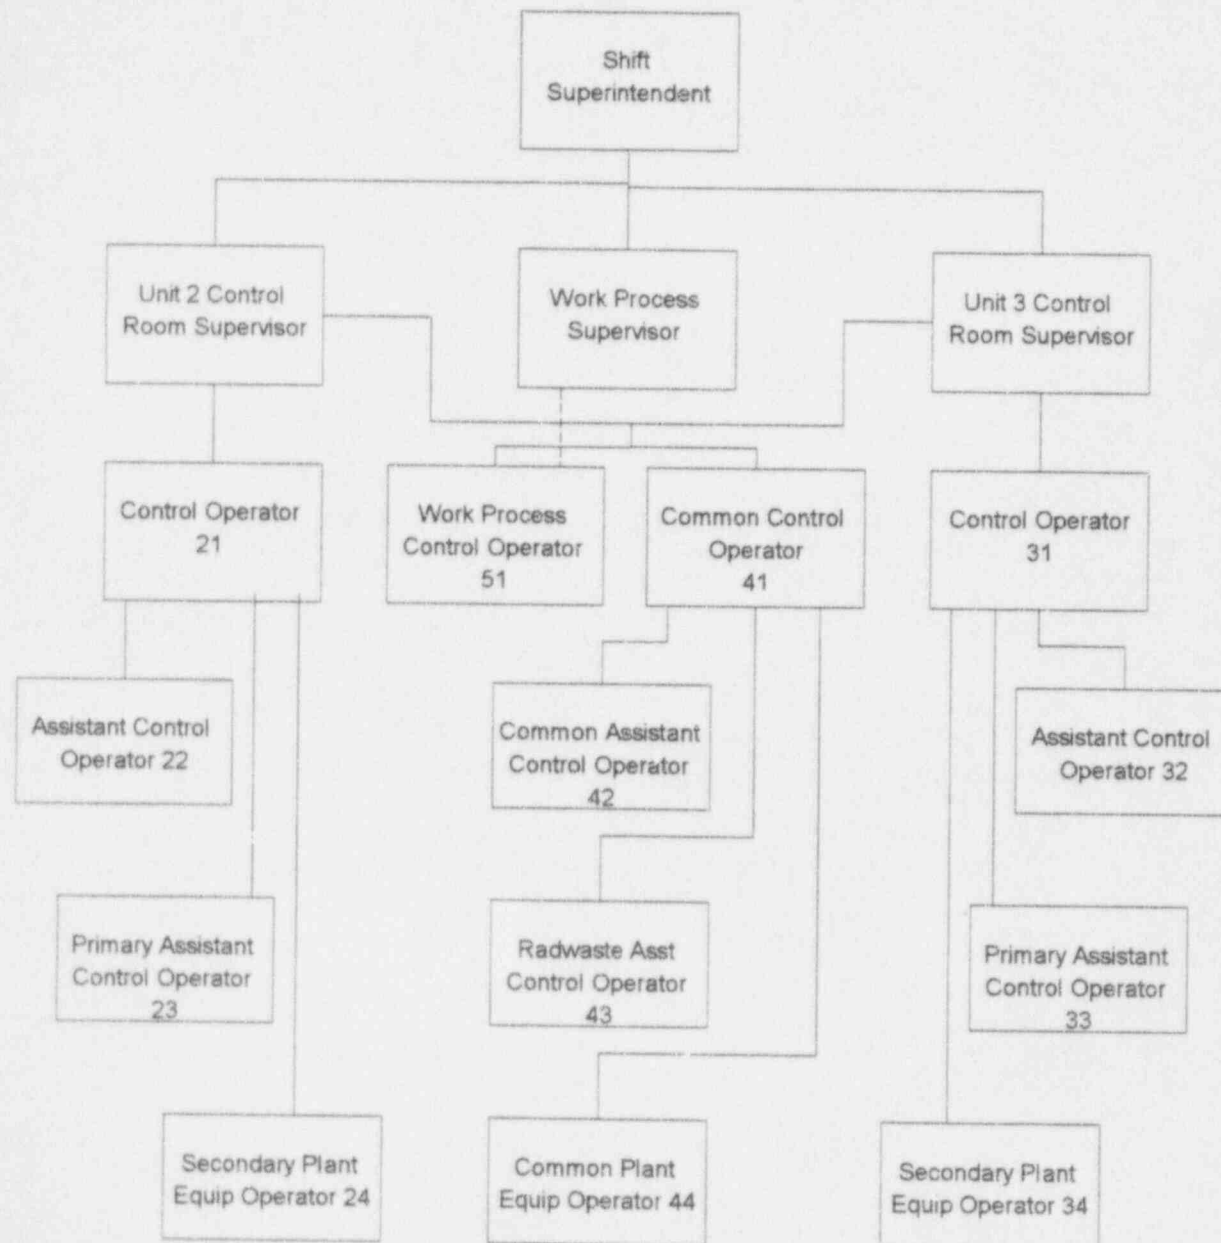 Shift
Superintendent
Unit 2 Control
Room Supervisor
Work Process
Supervisor
Unit 3 Control
Room Supervisor
Control Operator
21
Work Process
Control Operator
51
Common Control
Operator
41
Control Operator
31
Assistant Control
Operator 22
Common Assistant
Control Operator
42
Assistant Control
Operator 32
Primary Assistant
Control Operator
23
Radwaste Asst
Control Operator
43
Primary Assistant
Control Operator
33
Secondary Plant
Equip Operator 24
Common Plant
Equip Operator 44
Secondary Plant
Equip Operator 34